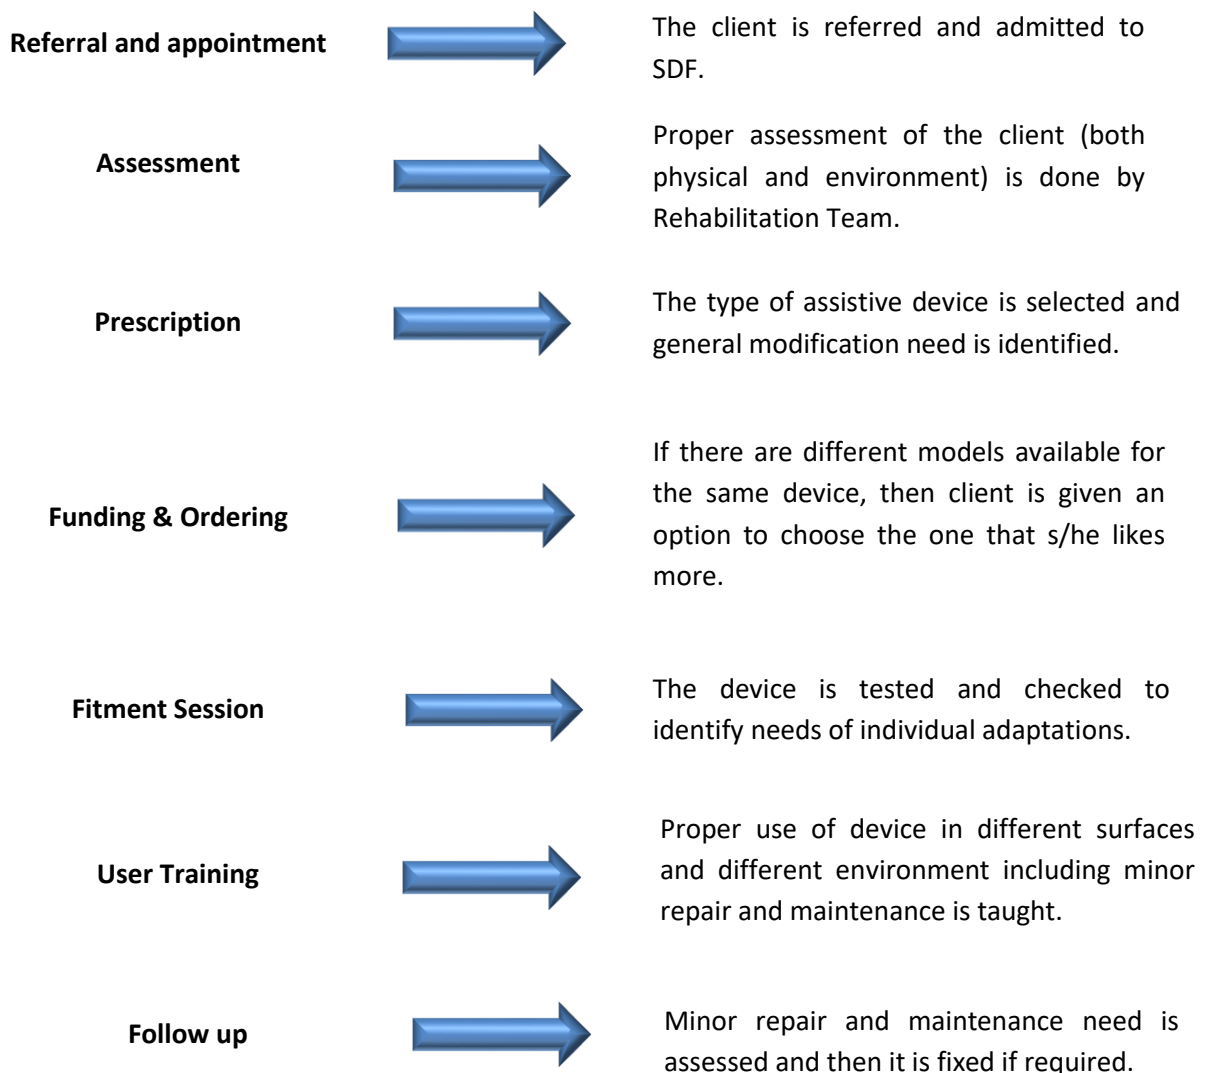 Referral and appointment
The client is referred and admitted to
SDF.
Assessment
Proper assessment of the client (both
physical and environment) is done by
Rehabilitation Team.
Prescription
The type of assistive device is selected and
general modification need is identified.
Funding & Ordering
If there are different models available for
the same device, then client is given an
option to choose the one that s/he likes
more.
Fitment Session
The device is tested and checked to
identify needs of individual adaptations.
User Training
Proper use of device in different surfaces
and different environment including minor
repair and maintenance is taught.
Follow up
Minor repair and maintenance need is
assessed and then it is fixed if required.